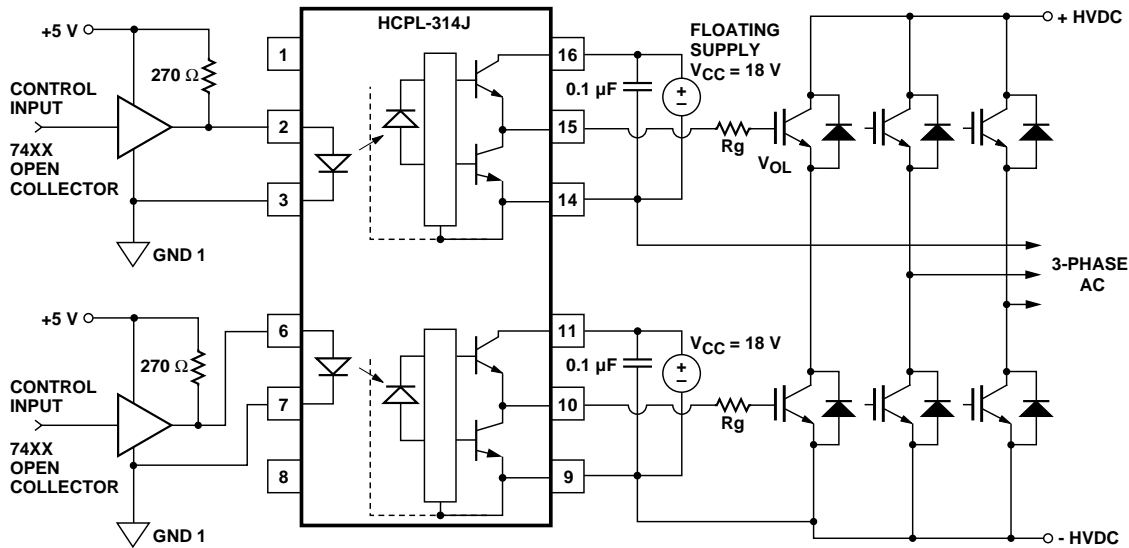 HCPL-314J
+5 V
270 Ω
CONTROL
INPUT
74XX
OPEN
COLLECTOR
GND 1
1
2
3
16
15
14
0.1 µF
FLOATING
SUPPLY
VCC = 18 V
Rg
VOL
+ HVDC
3-PHASE
AC
+
–
+5 V
270 Ω
CONTROL
INPUT
74XX
OPEN
COLLECTOR
GND 1
6
7
8
11
10
9
0.1 µF
VCC = 18 V
+
–
Rg
- HVDC